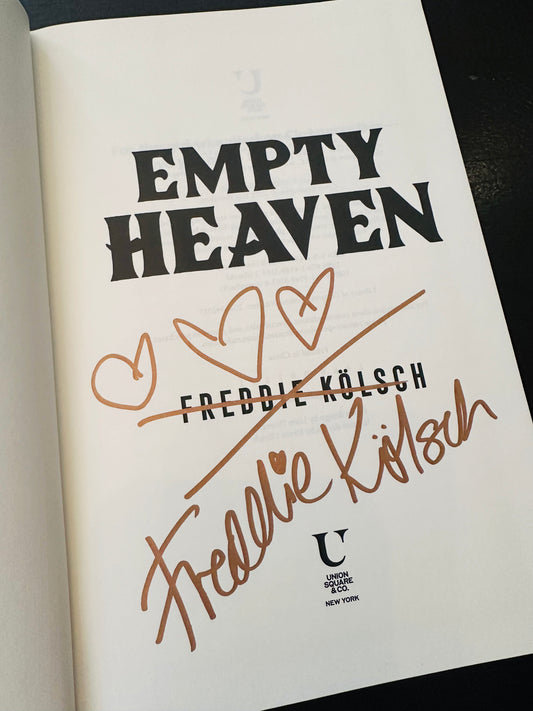 EMPTY
HEAVEN
FREDDIE KÖLSCH
Freddie Kölsch
U
UNION
SQUARE
& CO.
NEW YORK